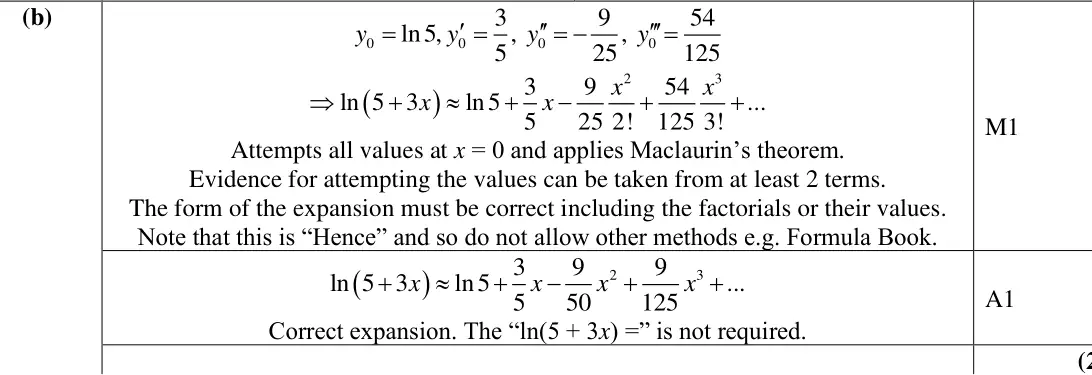 (b)
y₀ = ln 5, y₀′ = 3/5, y₀″ = −9/25, y₀‴ = 54/125
⇒ ln(5 + 3x) ≈ ln 5 + 3/5 x − 9/25 x²/2! + 54/125 x³/3! + ...
Attempts all values at x = 0 and applies Maclaurin's theorem.
Evidence for attempting the values can be taken from at least 2 terms.
The form of the expansion must be correct including the factorials or their values.
Note that this is “Hence” and so do not allow other methods e.g. Formula Book.
M1
ln(5 + 3x) ≈ ln 5 + 3/5 x − 9/50 x² + 9/125 x³ + ...
Correct expansion. The “ln(5 + 3x) =” is not required.
A1
(2